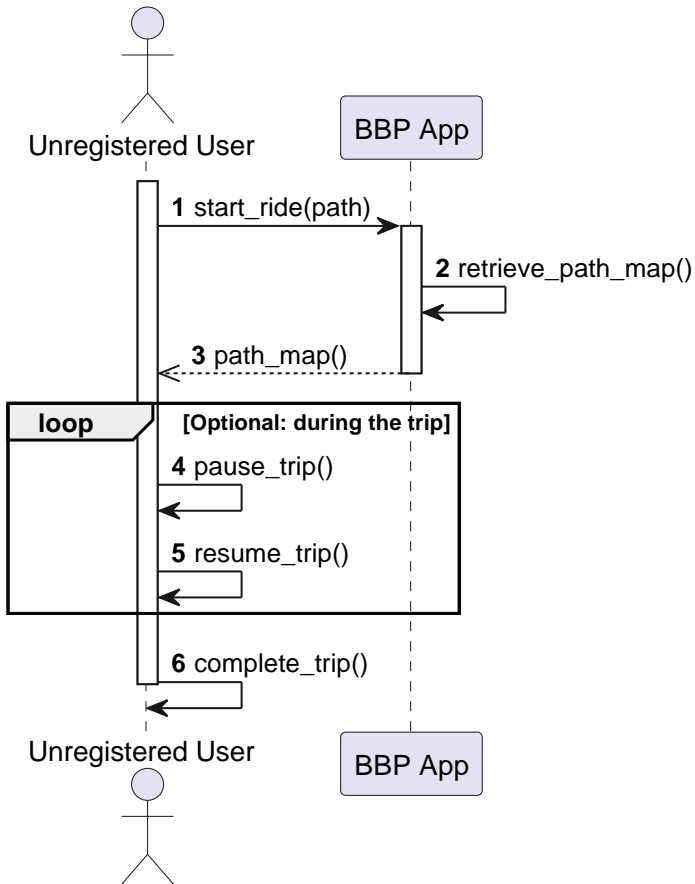 Unregistered User
BBP App
1 start_ride(path)
2 retrieve_path_map()
3 path_map()
loop
[Optional: during the trip]
4 pause_trip()
5 resume_trip()
6 complete_trip()
Unregistered User
BBP App